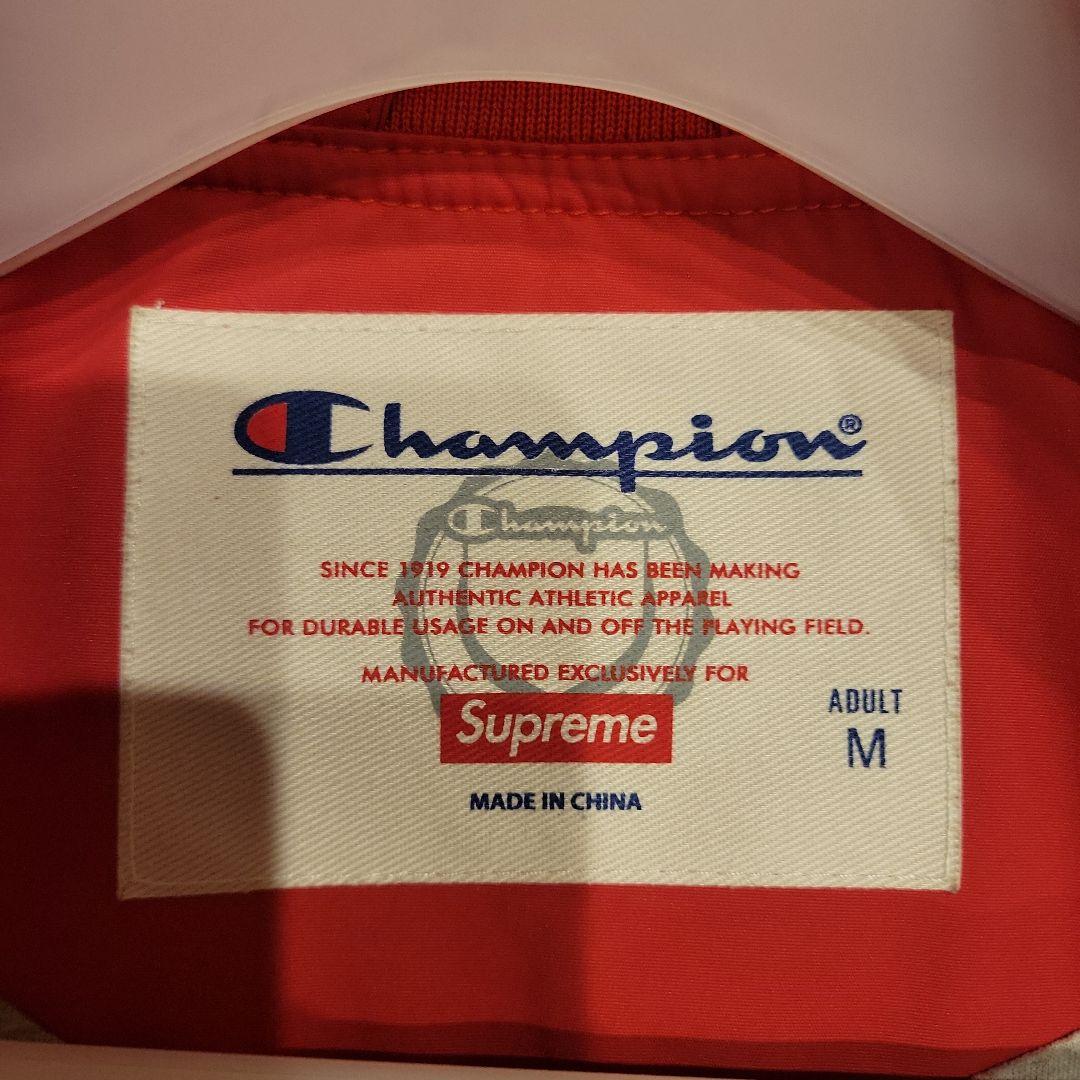 Champion®
Champion
SINCE 1919 CHAMPION HAS BEEN MAKING
AUTHENTIC ATHLETIC APPAREL
FOR DURABLE USAGE ON AND OFF THE PLAYING FIELD.
MANUFACTURED EXCLUSIVELY FOR
Supreme
ADULT
M
MADE IN CHINA